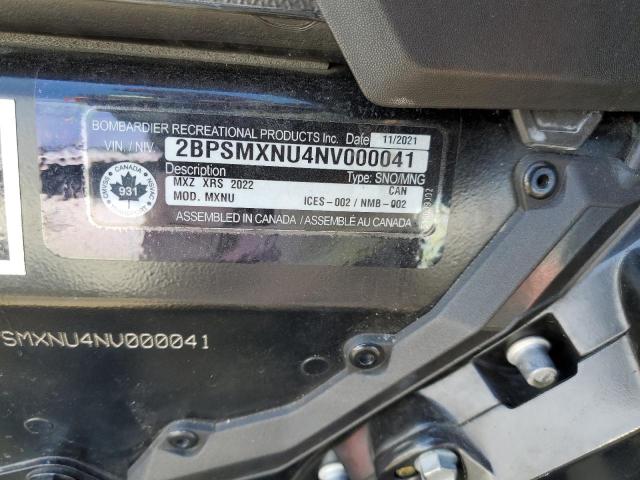 BOMBARDIER RECREATIONAL PRODUCTS Inc. Date 11/2021
VIN. / NIV. 2BPSMXNU4NV000041
Description Type: SNO/MNG
MXZ XRS 2022 CAN
MOD. MXNU ICES-002 / NMB-002
ASSEMBLED IN CANADA / ASSEMBLÉ AU CANADA
CANADA
931
SMXNU4NV000041